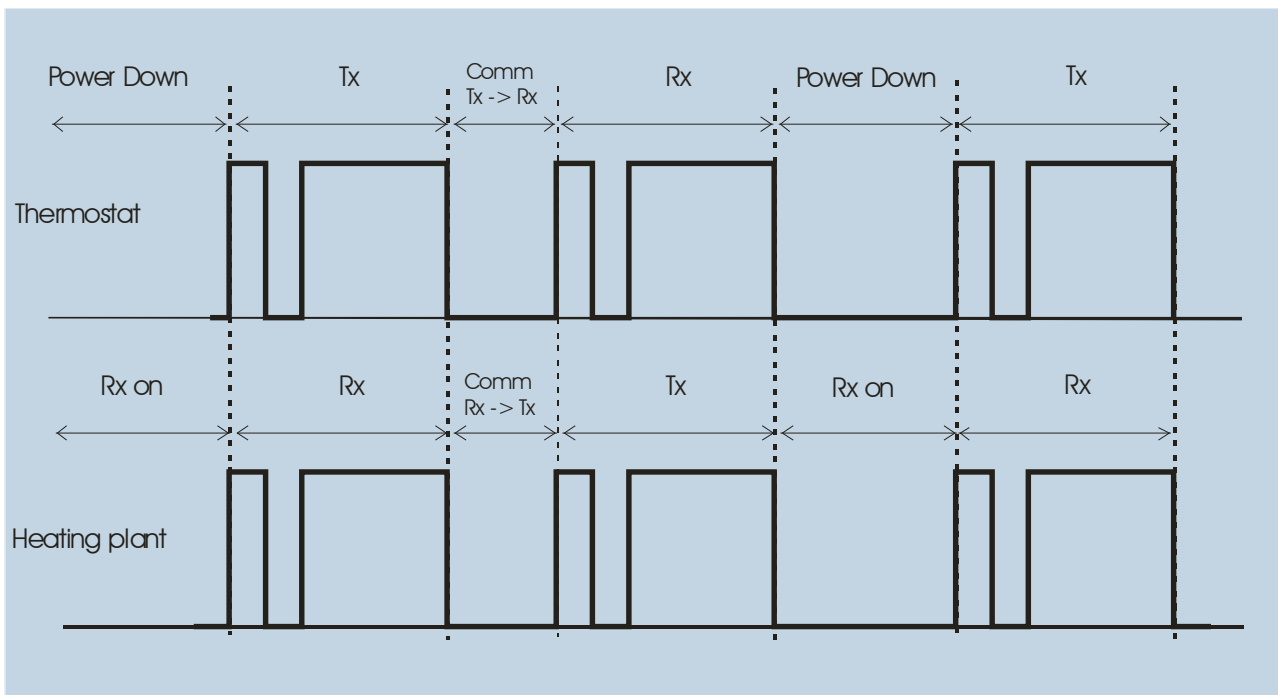 Power Down
Tx
Comm
Tx -> Rx
Rx
Power Down
Tx
Thermostat
Rx on
Rx
Comm
Rx -> Tx
Tx
Rx on
Rx
Heating plant